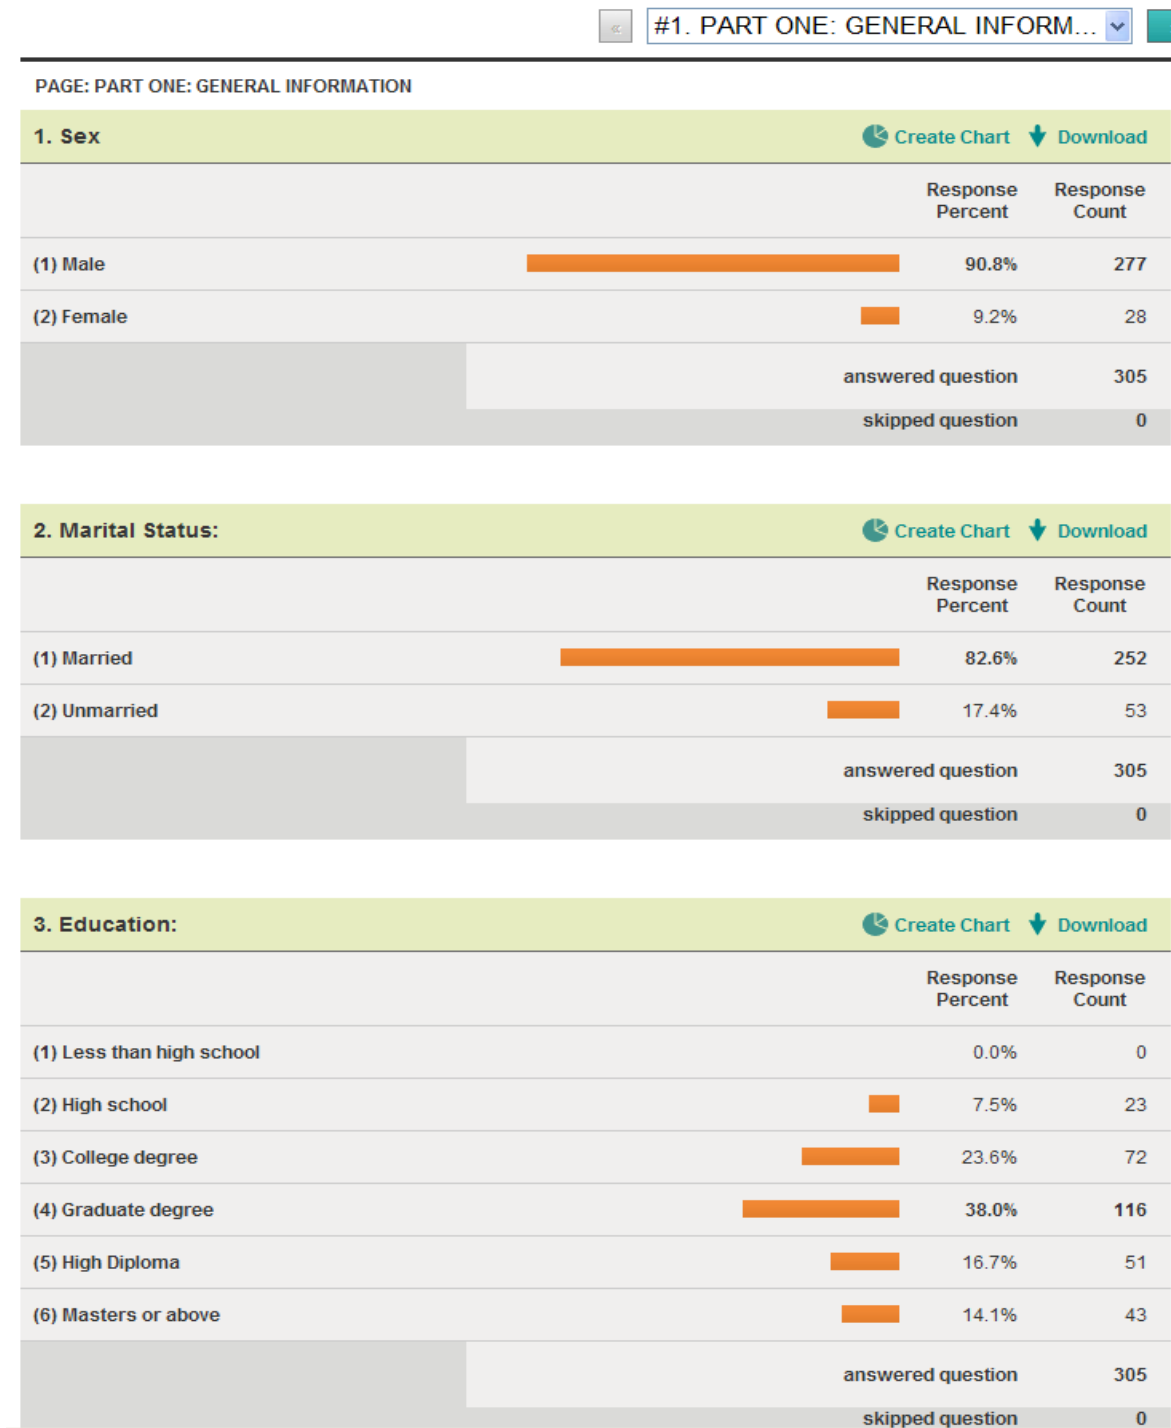 «
#1. PART ONE: GENERAL INFORM...
PAGE: PART ONE: GENERAL INFORMATION
1. Sex Create Chart Download
Response Percent Response Count
(1) Male 90.8% 277
(2) Female 9.2% 28
answered question 305
skipped question 0
2. Marital Status: Create Chart Download
Response Percent Response Count
(1) Married 82.6% 252
(2) Unmarried 17.4% 53
answered question 305
skipped question 0
3. Education: Create Chart Download
Response Percent Response Count
(1) Less than high school 0.0% 0
(2) High school 7.5% 23
(3) College degree 23.6% 72
(4) Graduate degree 38.0% 116
(5) High Diploma 16.7% 51
(6) Masters or above 14.1% 43
answered question 305
skipped question 0